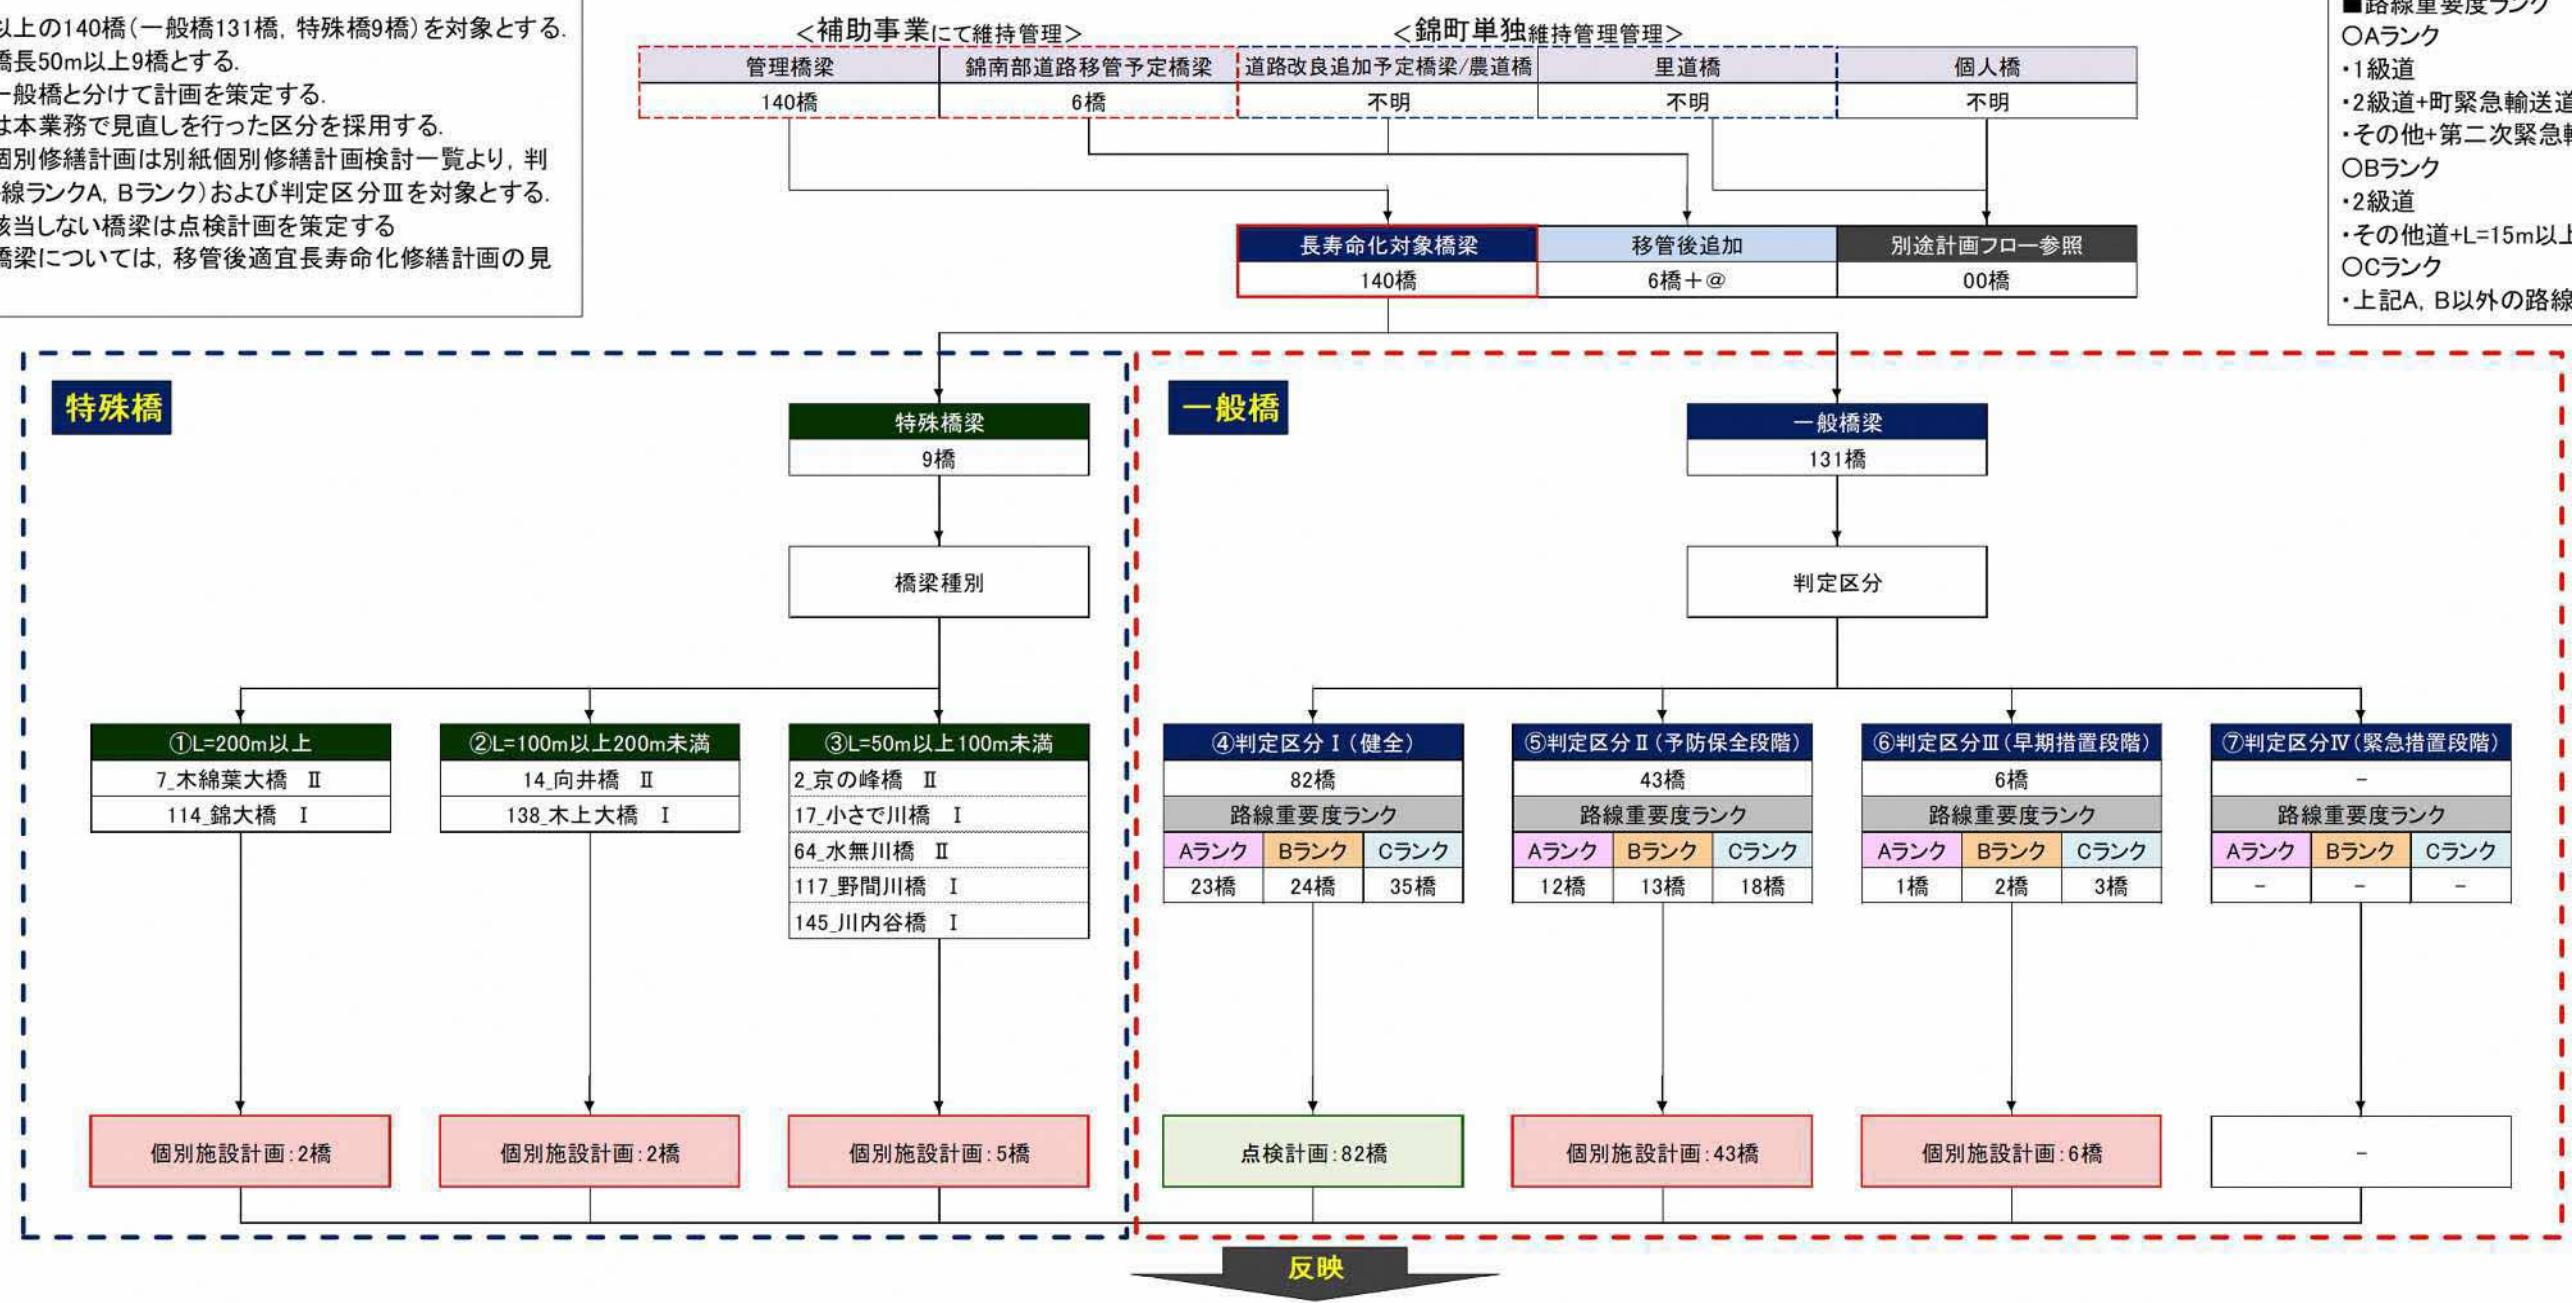 以上の140橋(一般橋131橋, 特殊橋9橋)を対象とする.
橋長50m以上9橋とする.
一般橋と分けて計画を策定する.
は本業務で見直しを行った区分を採用する.
個別修繕計画は別紙個別修繕計画検討一覧より, 判
線ランクA, Bランク)および判定区分Ⅲを対象とする.
該当しない橋梁は点検計画を策定する
橋梁については, 移管後適宜長寿命化修繕計画の見
<補助事業にて維持管理> <錦町単独維持管理管理>
管理橋梁 錦南部道路移管予定橋梁 道路改良追加予定橋梁/農道橋 里道橋 個人橋
140橋 6橋 不明 不明 不明
長寿命化対象橋梁 移管後追加 別途計画フロー参照
140橋 6橋+@ 00橋
■路線重要度ランク
○Aランク
・1級道
・2級道+町緊急輸送道
・その他+第二次緊急輸
○Bランク
・2級道
・その他道+L=15m以上
○Cランク
・上記A, B以外の路線
特殊橋
特殊橋梁
9橋
橋梁種別
①L=200m以上 ②L=100m以上200m未満 ③L=50m以上100m未満
7_木綿葉大橋 Ⅱ 14_向井橋 Ⅱ 2_京の峰橋 Ⅱ
114_錦大橋 Ⅰ 138_木上大橋 Ⅰ 17_小さで川橋 Ⅰ
64_水無川橋 Ⅱ
117_野間川橋 Ⅰ
145_川内谷橋 Ⅰ
個別施設計画:2橋 個別施設計画:2橋 個別施設計画:5橋
一般橋
一般橋梁
131橋
判定区分
④判定区分Ⅰ(健全) ⑤判定区分Ⅱ(予防保全段階) ⑥判定区分Ⅲ(早期措置段階) ⑦判定区分Ⅳ(緊急措置段階)
82橋 43橋 6橋 -
路線重要度ランク 路線重要度ランク 路線重要度ランク 路線重要度ランク
Aランク Bランク Cランク Aランク Bランク Cランク Aランク Bランク Cランク Aランク Bランク Cランク
23橋 24橋 35橋 12橋 13橋 18橋 1橋 2橋 3橋 - - -
点検計画:82橋 個別施設計画:43橋 個別施設計画:6橋 -
反映